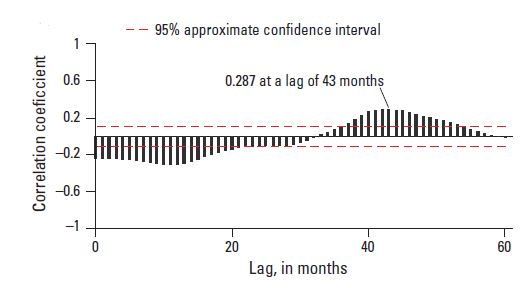 95% approximate confidence interval
1
0.6
0.2
–0.2
–0.6
–1
Correlation coeficcient
0.287 at a lag of 43 months
0
20
40
60
Lag, in months